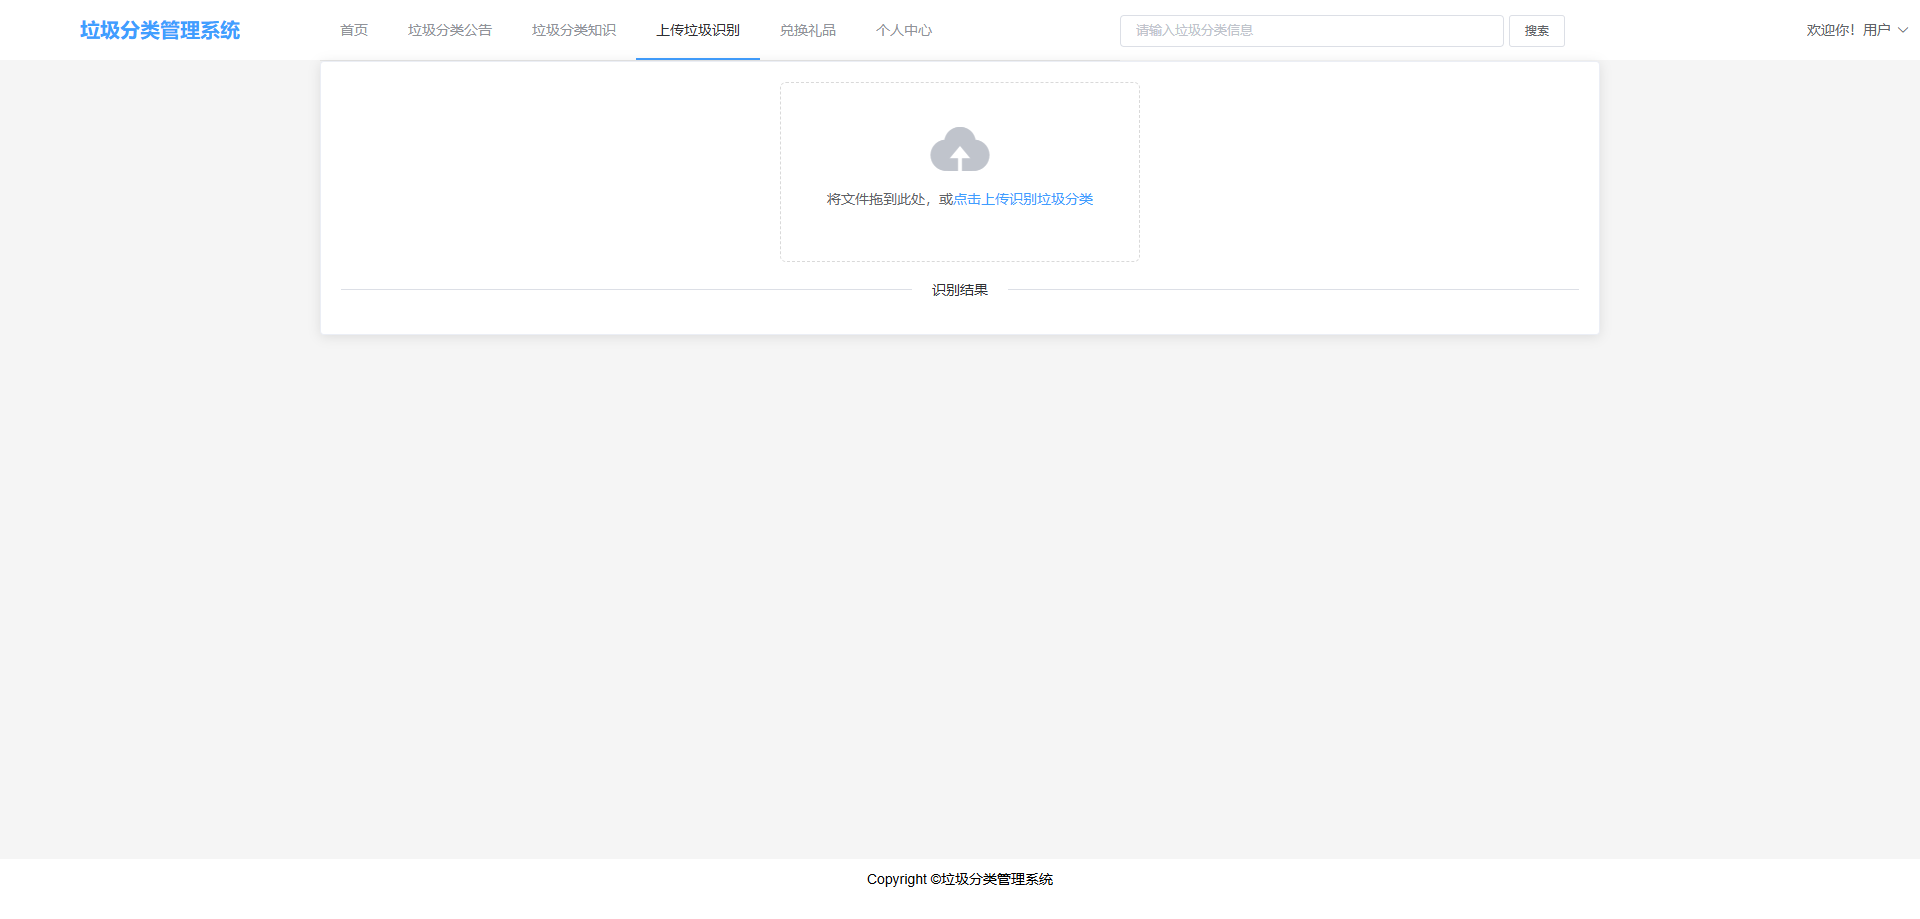 垃圾分类管理系统
首页 垃圾分类公告 垃圾分类知识 上传垃圾识别 兑换礼品 个人中心
请输入垃圾分类信息 搜索
欢迎你！用户
将文件拖到此处，或点击上传识别垃圾分类
识别结果
Copyright ©垃圾分类管理系统